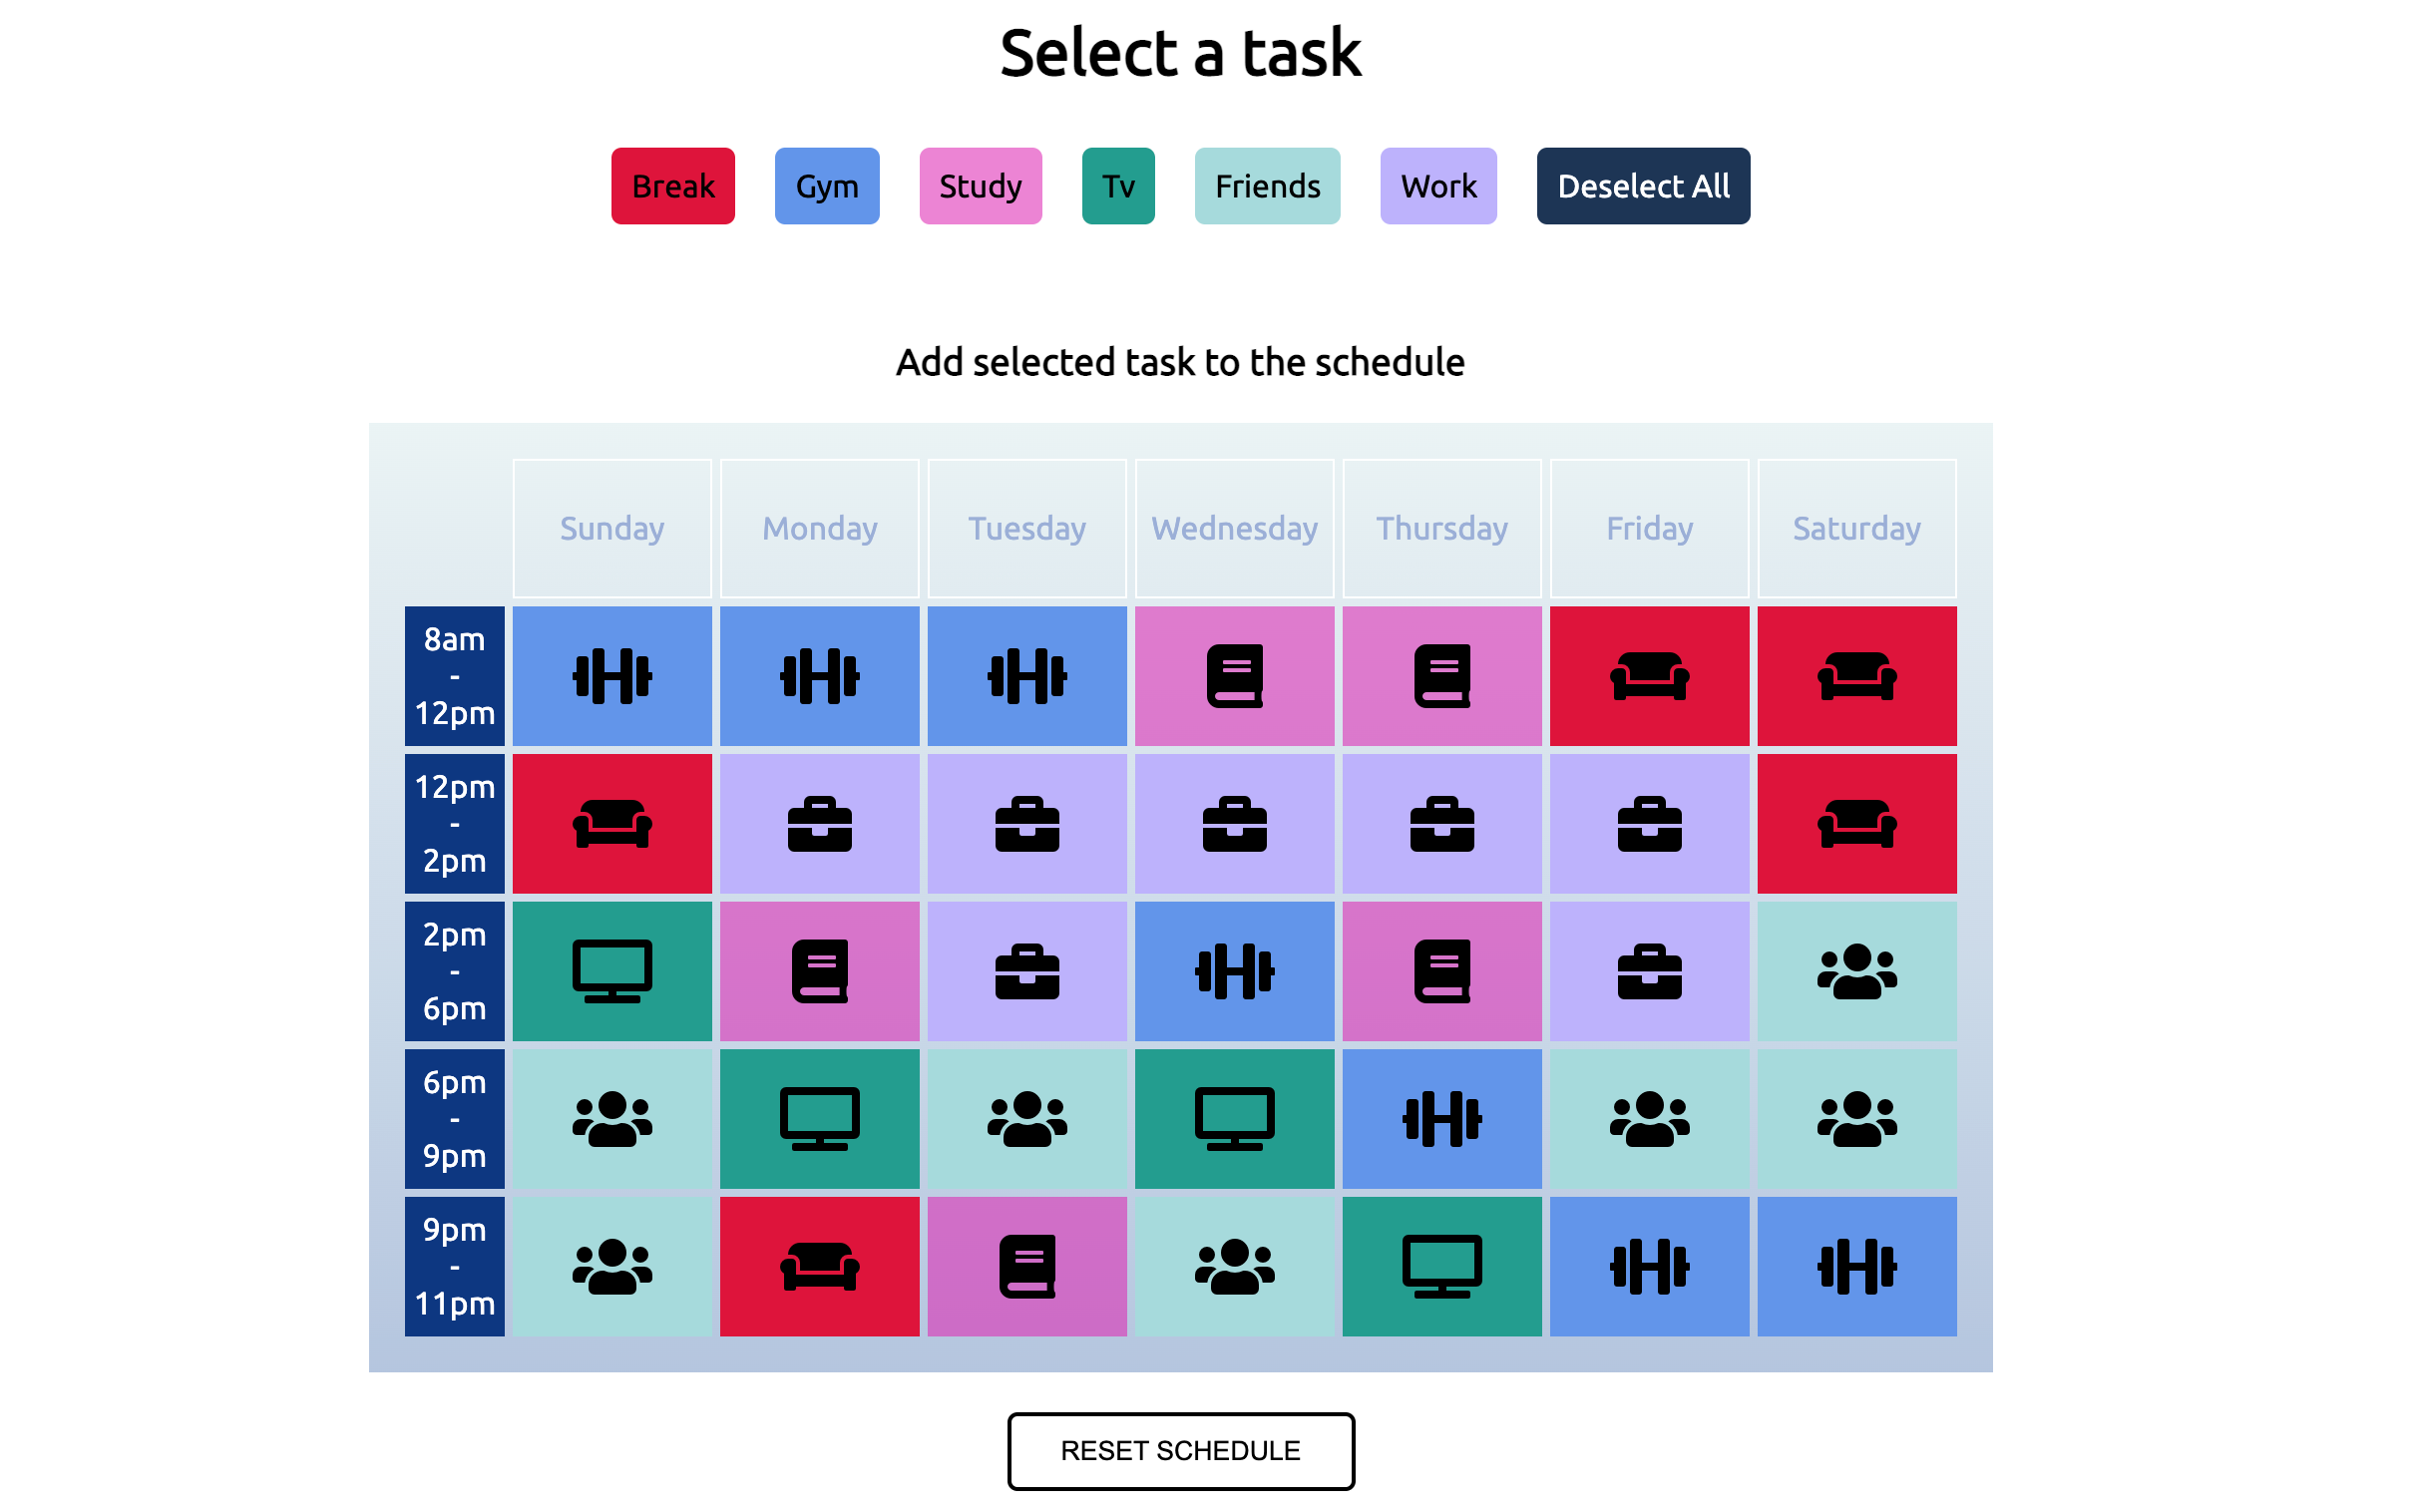 Select a task
Break Gym Study Tv Friends Work Deselect All
Add selected task to the schedule
Sunday Monday Tuesday Wednesday Thursday Friday Saturday
8am
-
12pm
12pm
-
2pm
2pm
-
6pm
6pm
-
9pm
9pm
-
11pm
RESET SCHEDULE